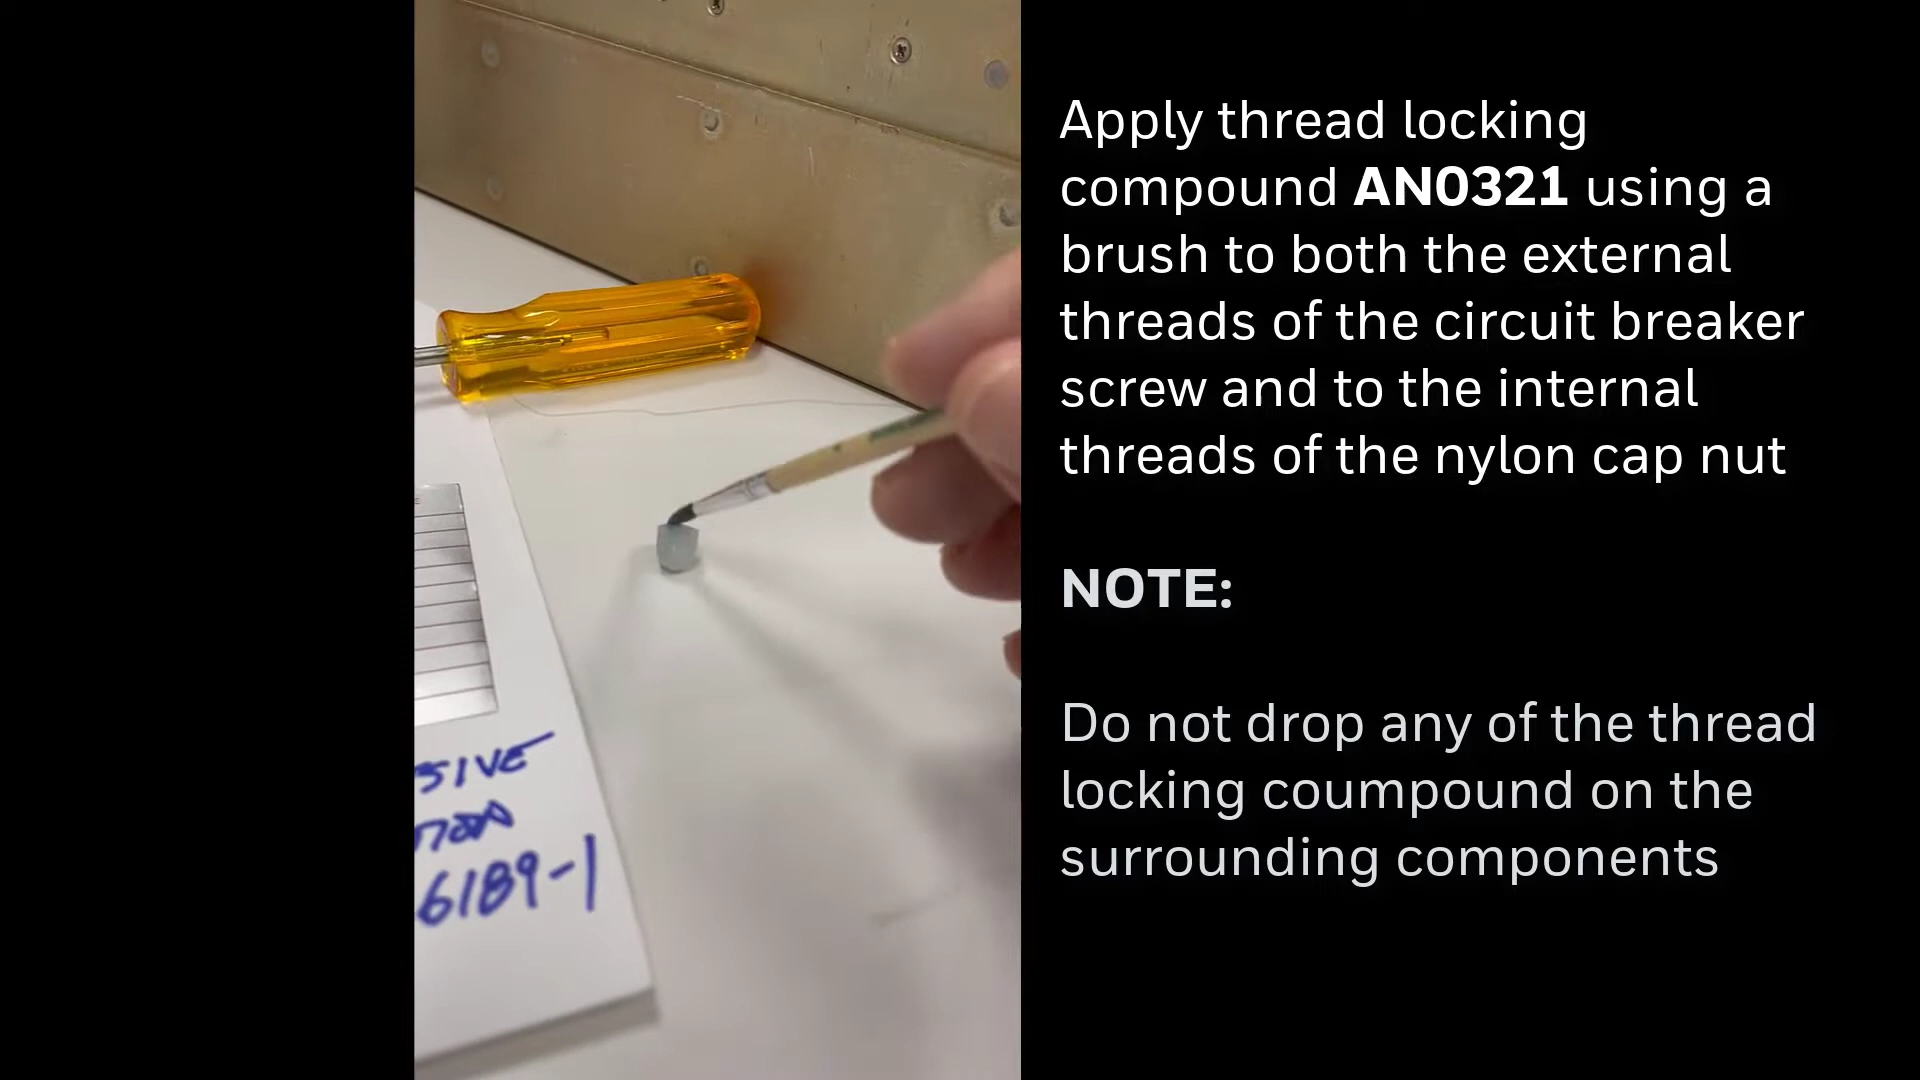 Apply thread locking
compound AN0321 using a
brush to both the external
threads of the circuit breaker
screw and to the internal
threads of the nylon cap nut
NOTE:
Do not drop any of the thread
locking coumpound on the
surrounding components
SIVE
6189-1